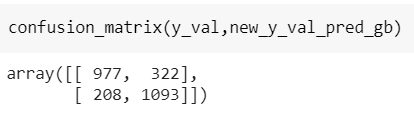 confusion_matrix(y_val,new_y_val_pred_gb)
array([[ 977,  322],
       [ 208, 1093]])